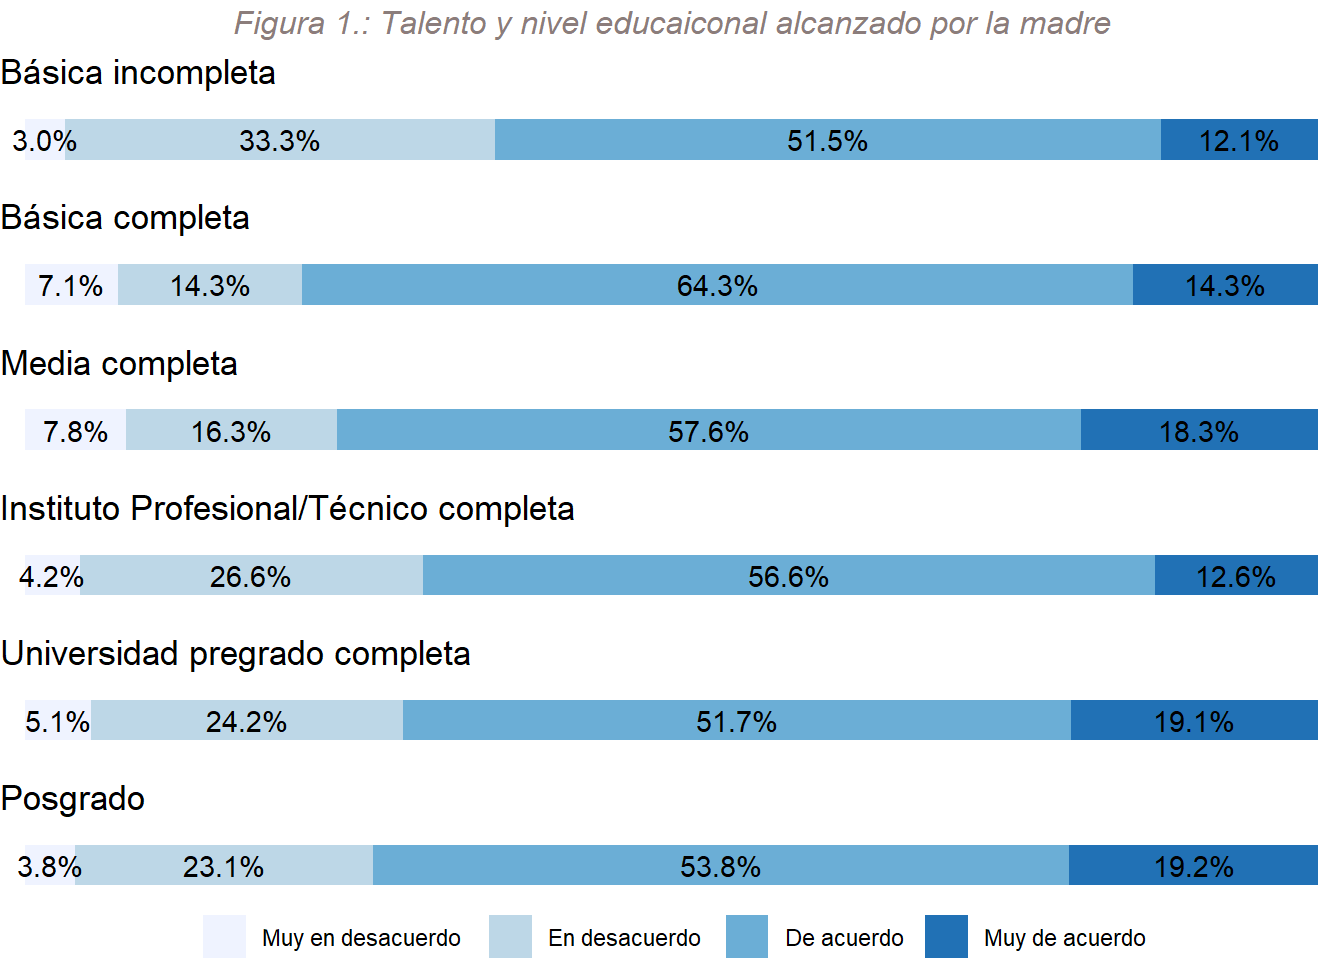 Figura 1.: Talento y nivel educaiconal alcanzado por la madre
Básica incompleta
3.0% 33.3% 51.5% 12.1%
Básica completa
7.1% 14.3% 64.3% 14.3%
Media completa
7.8% 16.3% 57.6% 18.3%
Instituto Profesional/Técnico completa
4.2% 26.6% 56.6% 12.6%
Universidad pregrado completa
5.1% 24.2% 51.7% 19.1%
Posgrado
3.8% 23.1% 53.8% 19.2%
Muy en desacuerdo En desacuerdo De acuerdo Muy de acuerdo